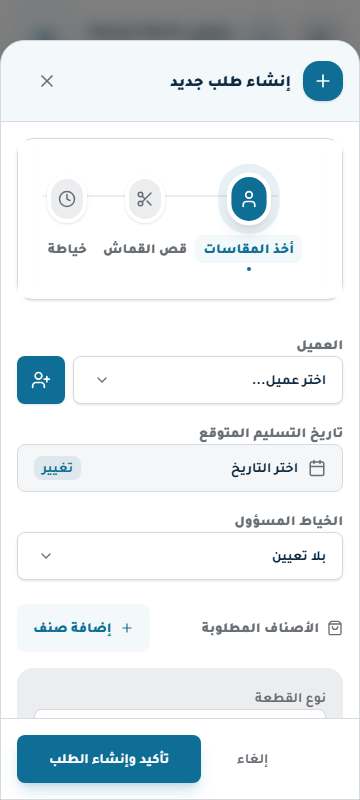 إنشاء طلب جديد
أخذ المقاسات
قص القماش
خياطة
العميل
اختر عميل...
تاريخ التسليم المتوقع
اختر التاريخ
تغيير
الخياط المسؤول
بلا تعيين
الأصناف المطلوبة
+ إضافة صنف
نوع القطعة
إلغاء
تأكيد وإنشاء الطلب